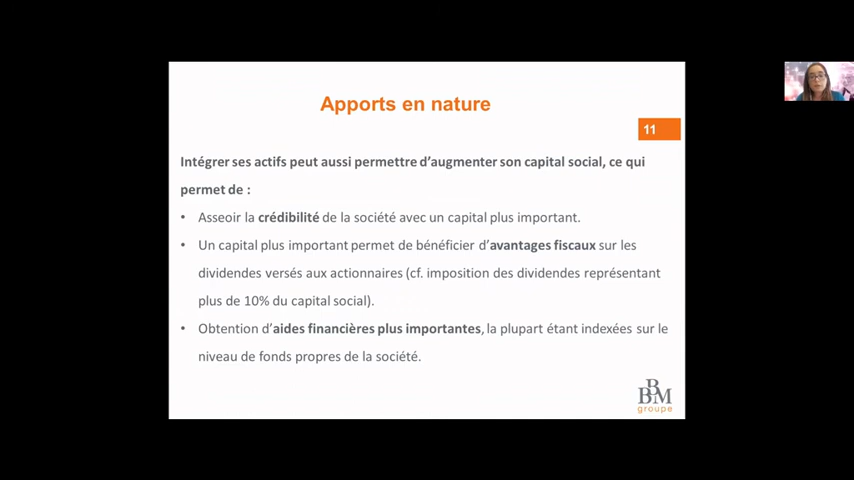 Apports en nature
11
Intégrer ses actifs peut aussi permettre d'augmenter son capital social, ce qui
permet de :
• Asseoir la crédibilité de la société avec un capital plus important.
• Un capital plus important permet de bénéficier d'avantages fiscaux sur les
dividendes versés aux actionnaires (cf. imposition des dividendes représentant
plus de 10% du capital social).
• Obtention d'aides financières plus importantes, la plupart étant indexées sur le
niveau de fonds propres de la société.
BBM
groupe